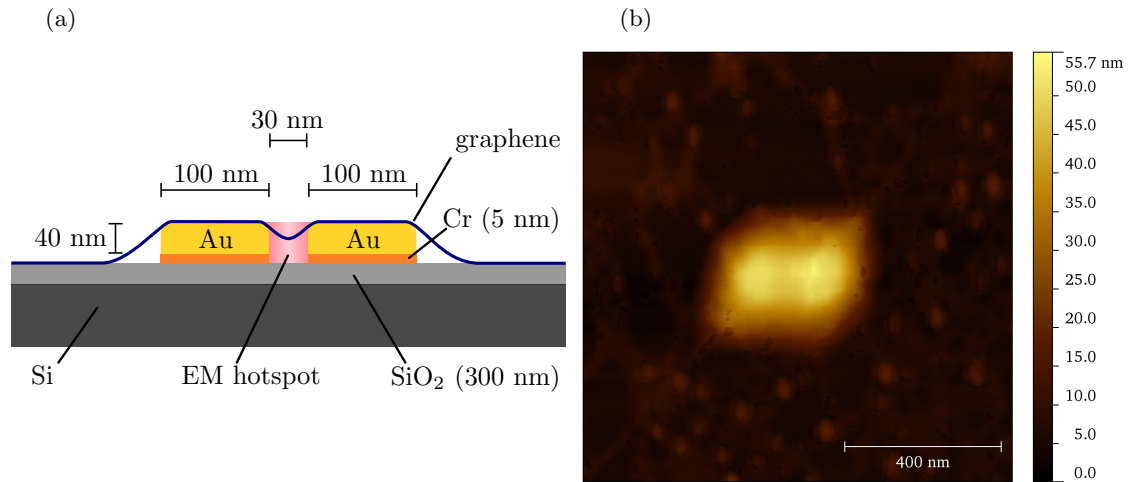 (a)
(b)
30 nm
graphene
100 nm
100 nm
Cr (5 nm)
40 nm
Au
Au
Si
EM hotspot
SiO₂ (300 nm)
400 nm
55.7 nm
50.0
45.0
40.0
35.0
30.0
25.0
20.0
15.0
10.0
5.0
0.0